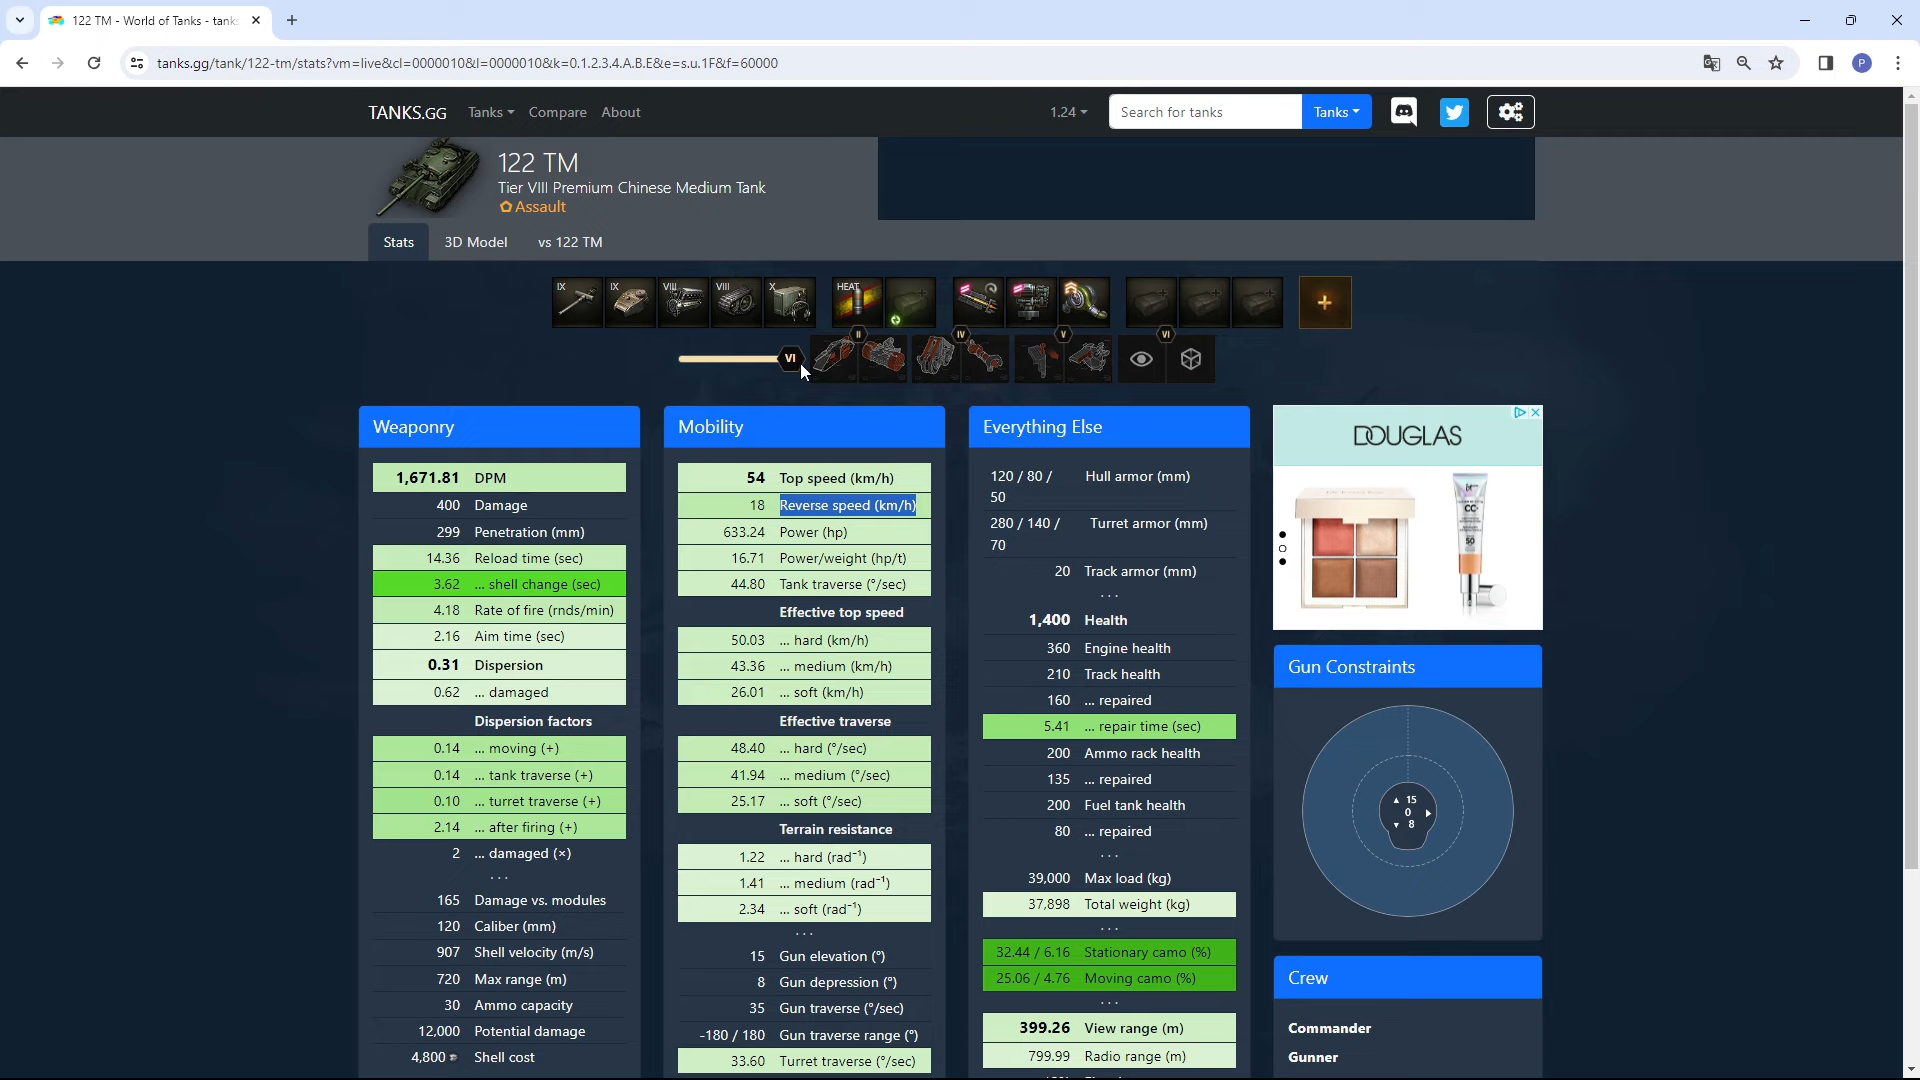 122 TM - World of Tanks - tank
tanks.gg/tank/122-tm/stats?vm=live&cl=0000010&l=0000010&k=0.1.2.3.4.A.B.E&e=s.u.1F&f=60000
P
TANKS.GG
Tanks
Compare
About
1.24
Search for tanks
Tanks
122 TM
Tier VIII Premium Chinese Medium Tank
Assault
Stats
3D Model
vs 122 TM
IX
IX
VIII
VIII
X
HEAT
II
IV
V
VI
VI
Weaponry
1,671.81 DPM
400 Damage
299 Penetration (mm)
14.36 Reload time (sec)
3.62 ... shell change (sec)
4.18 Rate of fire (rnds/min)
2.16 Aim time (sec)
0.31 Dispersion
0.62 ... damaged
Dispersion factors
0.14 ... moving (+)
0.14 ... tank traverse (+)
0.10 ... turret traverse (+)
2.14 ... after firing (+)
2 ... damaged (×)
...
165 Damage vs. modules
120 Caliber (mm)
907 Shell velocity (m/s)
720 Max range (m)
30 Ammo capacity
12,000 Potential damage
4,800 Shell cost
Mobility
54 Top speed (km/h)
18 Reverse speed (km/h)
633.24 Power (hp)
16.71 Power/weight (hp/t)
44.80 Tank traverse (°/sec)
Effective top speed
50.03 ... hard (km/h)
43.36 ... medium (km/h)
26.01 ... soft (km/h)
Effective traverse
48.40 ... hard (°/sec)
41.94 ... medium (°/sec)
25.17 ... soft (°/sec)
Terrain resistance
1.22 ... hard (rad⁻¹)
1.41 ... medium (rad⁻¹)
2.34 ... soft (rad⁻¹)
...
15 Gun elevation (°)
8 Gun depression (°)
35 Gun traverse (°/sec)
-180 / 180 Gun traverse range (°)
33.60 Turret traverse (°/sec)
Everything Else
120 / 80 / Hull armor (mm)
50
280 / 140 / Turret armor (mm)
70
20 Track armor (mm)
...
1,400 Health
360 Engine health
210 Track health
160 ... repaired
5.41 ... repair time (sec)
200 Ammo rack health
135 ... repaired
200 Fuel tank health
80 ... repaired
...
39,000 Max load (kg)
37,898 Total weight (kg)
...
32.44 / 6.16 Stationary camo (%)
25.06 / 4.76 Moving camo (%)
...
399.26 View range (m)
799.99 Radio range (m)
DOUGLAS
CC+
50
Gun Constraints
15
0
8
Crew
Commander
Gunner